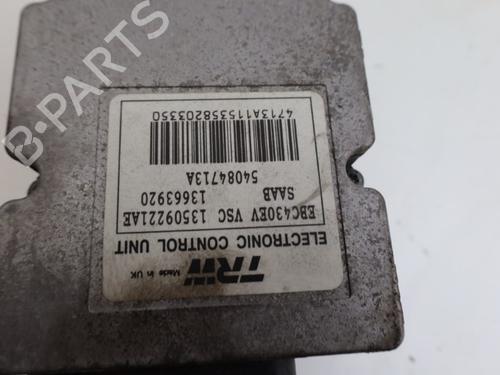 TRW Made in UK
ELECTRONIC CONTROL UNIT
EBC430EV VSC 13509221AE
SAAB 13663920
54084713A
4713A115358203350
B-PARTS